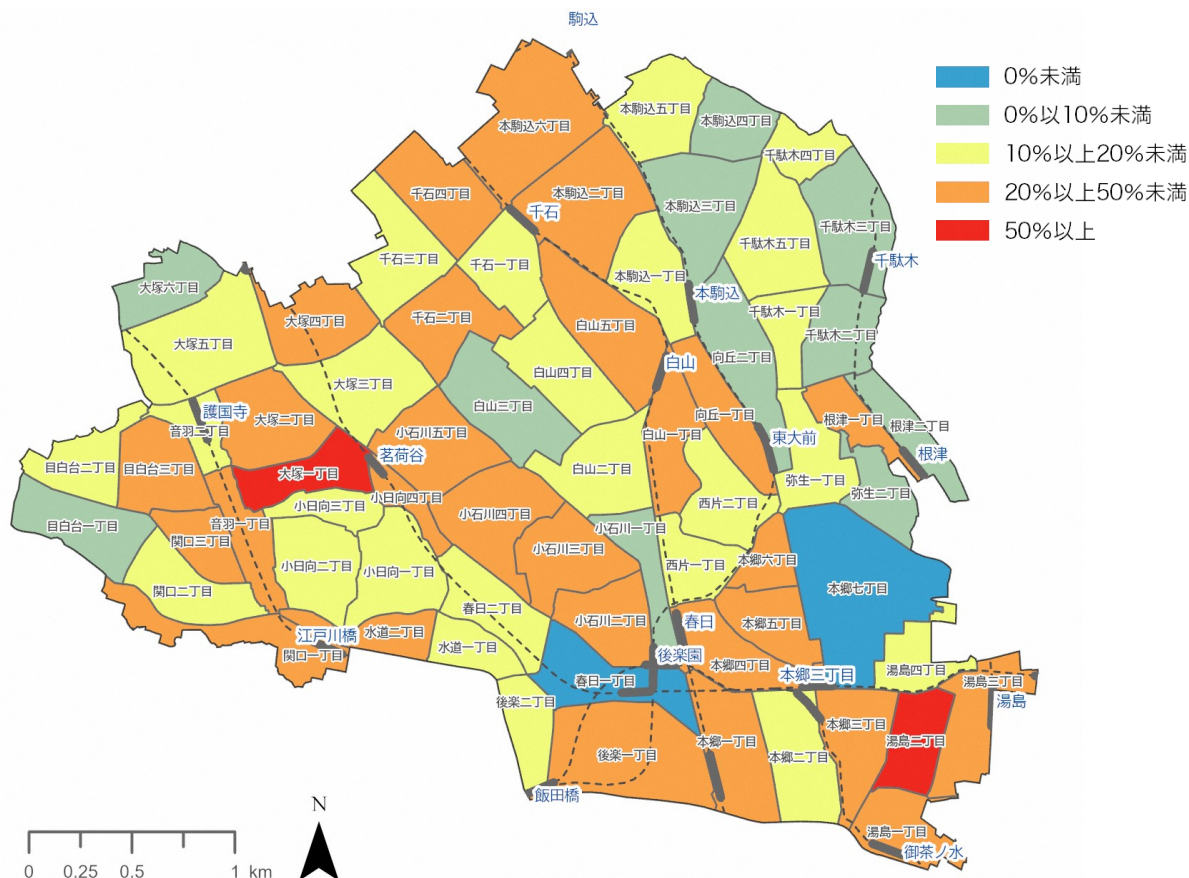 駒込
0%未満
0%以10%未満
10%以上20%未満
20%以上50%未満
50%以上
本駒込五丁目
本駒込四丁目
本駒込六丁目
千駄木四丁目
千石四丁目
本駒込二丁目
本駒込三丁目
千石
千駄木三丁目
千駄木五丁目
千石三丁目
千石一丁目
千駄木
本駒込一丁目
大塚六丁目
本駒込
千駄木一丁目
大塚四丁目
千石二丁目
白山五丁目
千駄木二丁目
大塚五丁目
向丘二丁目
白山
大塚三丁目
白山四丁目
白山三丁目
護国寺
大塚二丁目
向丘一丁目
根津一丁目
根津二丁目
音羽二丁目
小石川五丁目
白山一丁目
東大前
茗荷谷
根津
目白台二丁目
目白台三丁目
大塚一丁目
白山二丁目
弥生一丁目
弥生二丁目
小日向四丁目
小日向三丁目
西片二丁目
小石川四丁目
目白台一丁目
音羽一丁目
小石川一丁目
関口三丁目
小石川三丁目
本郷六丁目
小日向二丁目
小日向一丁目
西片一丁目
関口二丁目
本郷七丁目
春日二丁目
小石川二丁目
春日
本郷五丁目
江戸川橋
水道二丁目
水道一丁目
関口一丁目
後楽園
本郷四丁目
本郷三丁目
湯島四丁目
春日一丁目
湯島三丁目
湯島
後楽二丁目
本郷三丁目
本郷一丁目
湯島二丁目
後楽一丁目
本郷二丁目
飯田橋
湯島一丁目
御茶ノ水
N
0 0.25 0.5 1 km